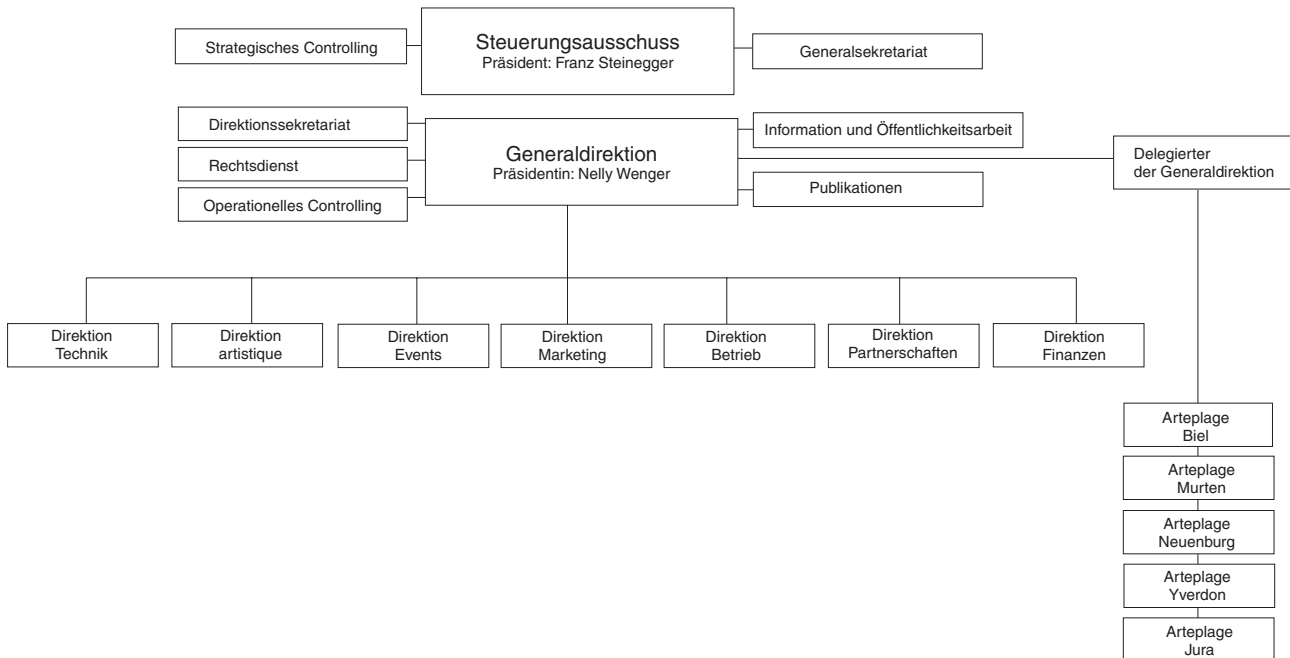 Strategisches Controlling
Steuerungsausschuss
Präsident: Franz Steinegger
Generalsekretariat
Direktionssekretariat
Rechtsdienst
Operationelles Controlling
Generaldirektion
Präsidentin: Nelly Wenger
Information und Öffentlichkeitsarbeit
Publikationen
Delegierter
der Generaldirektion
Direktion
Technik
Direktion
artistique
Direktion
Events
Direktion
Marketing
Direktion
Betrieb
Direktion
Partnerschaften
Direktion
Finanzen
Arteplage
Biel
Arteplage
Murten
Arteplage
Neuenburg
Arteplage
Yverdon
Arteplage
Jura